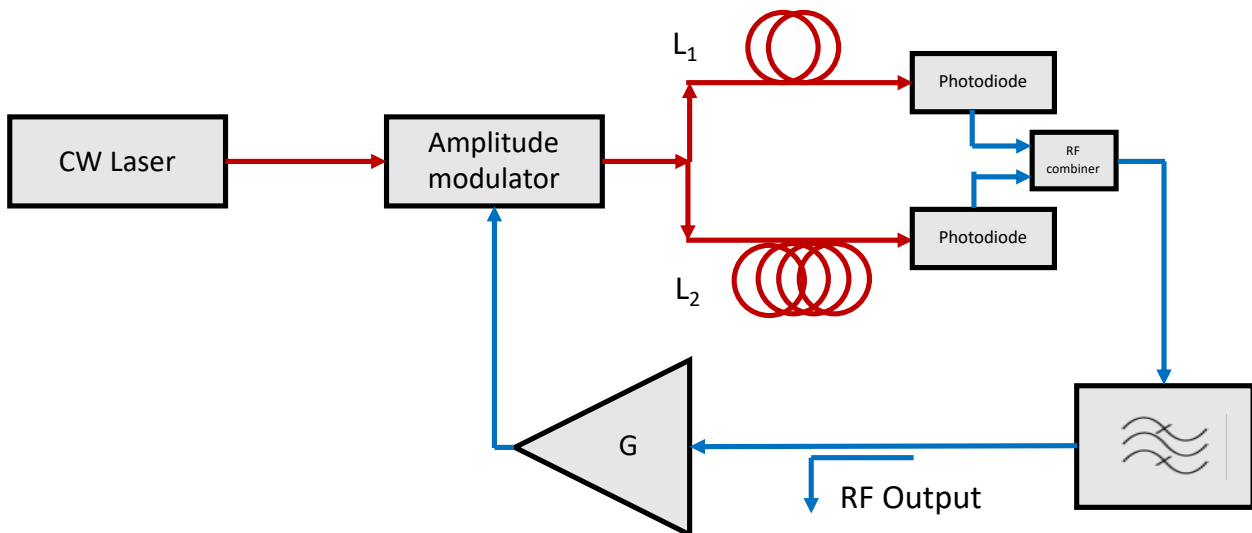 L₁
Photodiode
CW Laser
Amplitude
modulator
RF
combiner
Photodiode
L₂
G
RF Output